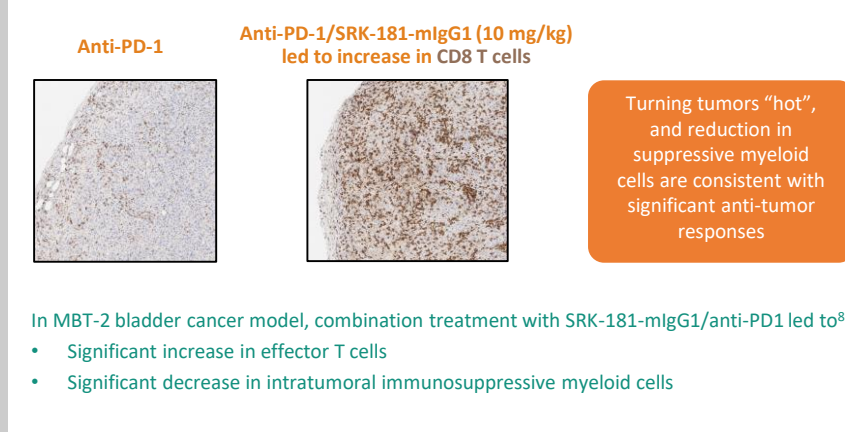 Anti-PD-1
Anti-PD-1/SRK-181-mIgG1 (10 mg/kg)
led to increase in CD8 T cells
Turning tumors “hot”,
and reduction in
suppressive myeloid
cells are consistent with
significant anti-tumor
responses
In MBT-2 bladder cancer model, combination treatment with SRK-181-mIgG1/anti-PD1 led to⁸
• Significant increase in effector T cells
• Significant decrease in intratumoral immunosuppressive myeloid cells